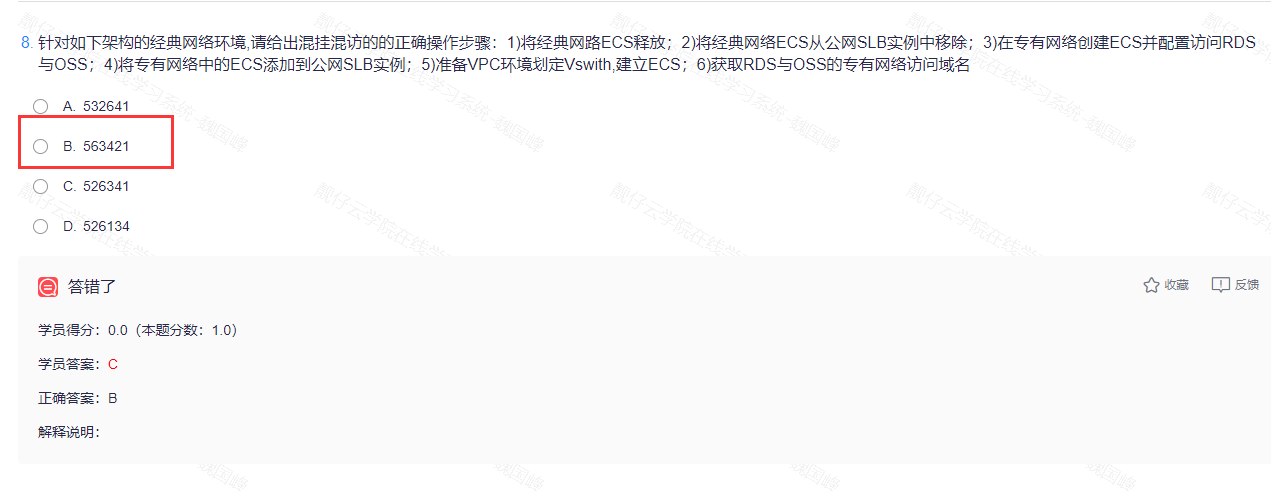 8. 针对如下架构的经典网络环境,请给出混挂混访的的正确操作步骤：1)将经典网路ECS释放；2)将经典网络ECS从公网SLB实例中移除；3)在专有网络创建ECS并配置访问RDS
与OSS；4)将专有网络中的ECS添加到公网SLB实例；5)准备VPC环境划定Vswith,建立ECS；6)获取RDS与OSS的专有网络访问域名
A. 532641
B. 563421
C. 526341
D. 526134
答错了
收藏
反馈
学员得分：0.0（本题分数：1.0）
学员答案：C
正确答案：B
解释说明：